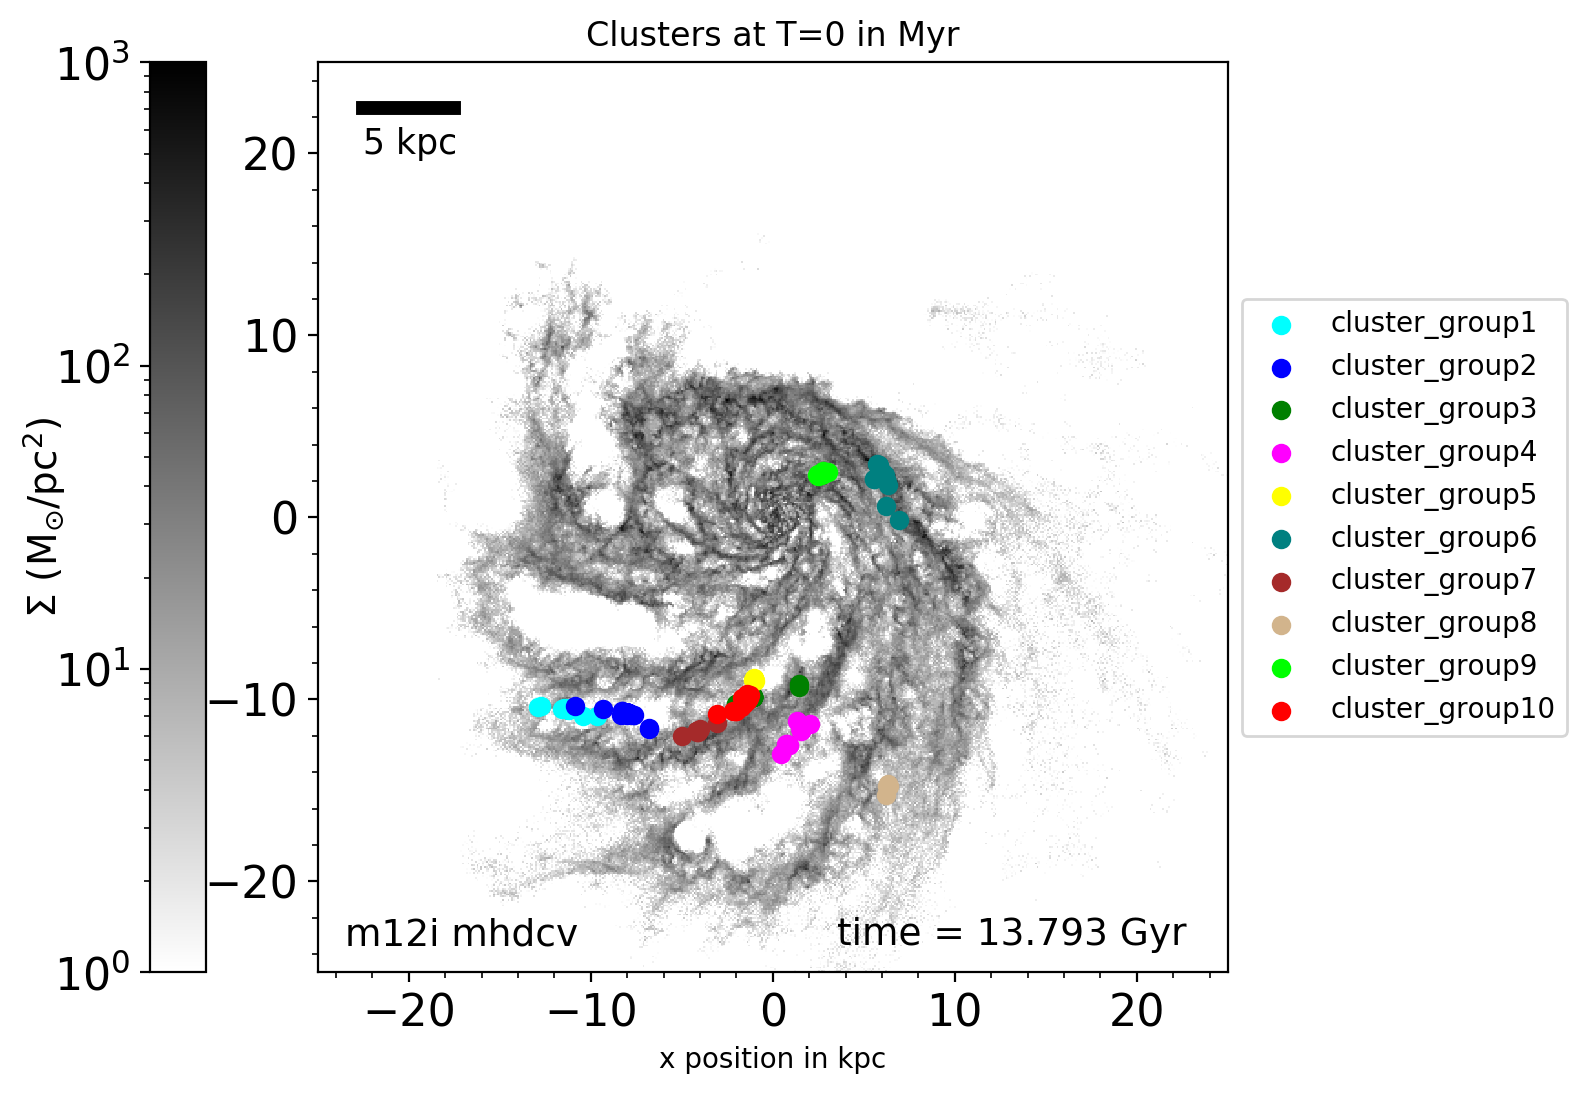 Clusters at T=0 in Myr
10³
10²
10¹
10⁰
Σ (M⊙/pc²)
5 kpc
20
10
0
−10
−20
m12i mhdcv
time = 13.793 Gyr
−20 −10 0 10 20
x position in kpc
cluster_group1
cluster_group2
cluster_group3
cluster_group4
cluster_group5
cluster_group6
cluster_group7
cluster_group8
cluster_group9
cluster_group10